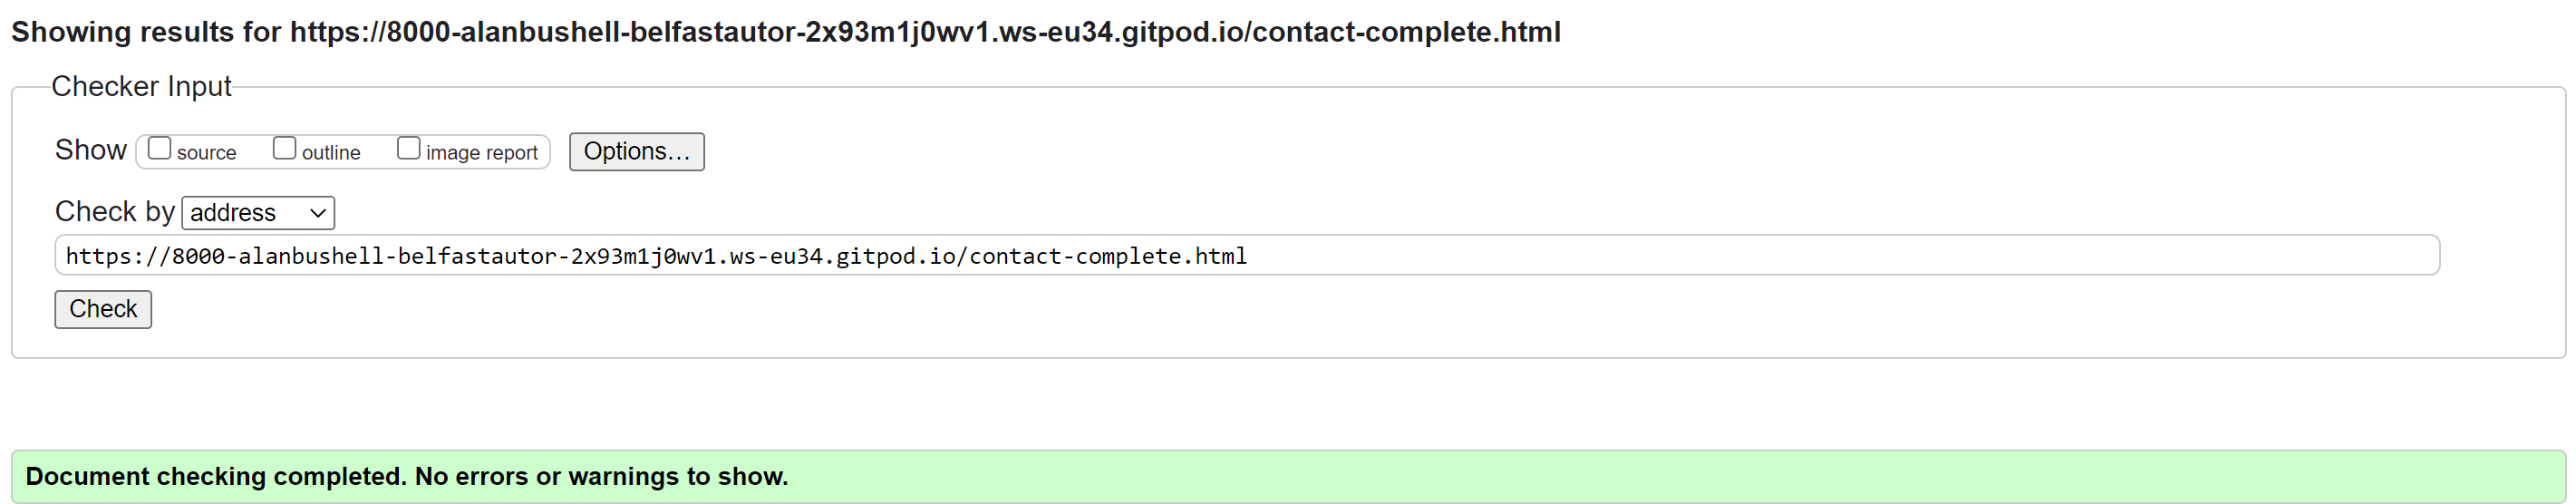 Showing results for https://8000-alanbushell-belfastautor-2x93m1j0wv1.ws-eu34.gitpod.io/contact-complete.html
Checker Input
Show source outline image report Options...
Check by address
https://8000-alanbushell-belfastautor-2x93m1j0wv1.ws-eu34.gitpod.io/contact-complete.html
Check
Document checking completed. No errors or warnings to show.